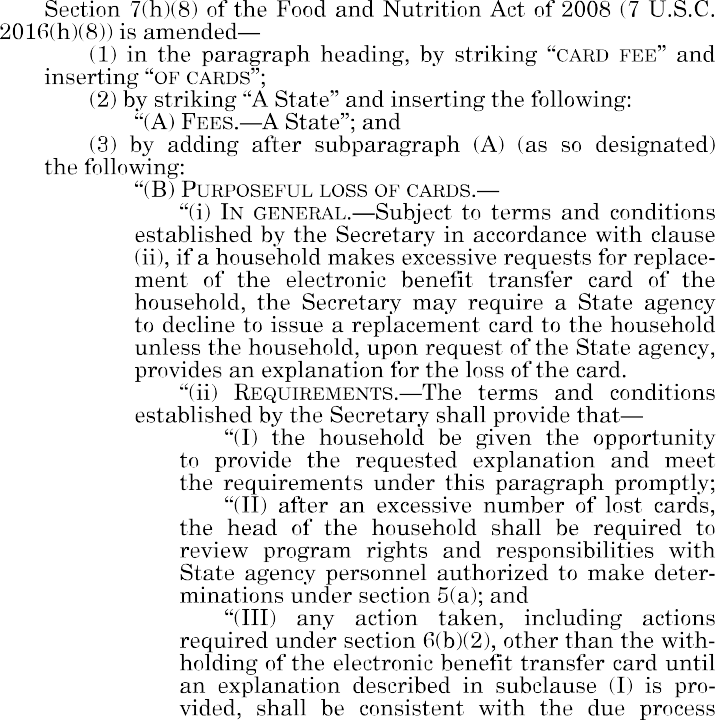 Section 7(h)(8) of the Food and Nutrition Act of 2008 (7 U.S.C.
2016(h)(8)) is amended—
(1) in the paragraph heading, by striking “CARD FEE” and
inserting “OF CARDS”;
(2) by striking “A State” and inserting the following:
“(A) FEES.—A State”; and
(3) by adding after subparagraph (A) (as so designated)
the following:
“(B) PURPOSEFUL LOSS OF CARDS.—
“(i) IN GENERAL.—Subject to terms and conditions
established by the Secretary in accordance with clause
(ii), if a household makes excessive requests for replace-
ment of the electronic benefit transfer card of the
household, the Secretary may require a State agency
to decline to issue a replacement card to the household
unless the household, upon request of the State agency,
provides an explanation for the loss of the card.
“(ii) REQUIREMENTS.—The terms and conditions
established by the Secretary shall provide that—
“(I) the household be given the opportunity
to provide the requested explanation and meet
the requirements under this paragraph promptly;
“(II) after an excessive number of lost cards,
the head of the household shall be required to
review program rights and responsibilities with
State agency personnel authorized to make deter-
minations under section 5(a); and
“(III) any action taken, including actions
required under section 6(b)(2), other than the with-
holding of the electronic benefit transfer card until
an explanation described in subclause (I) is pro-
vided, shall be consistent with the due process